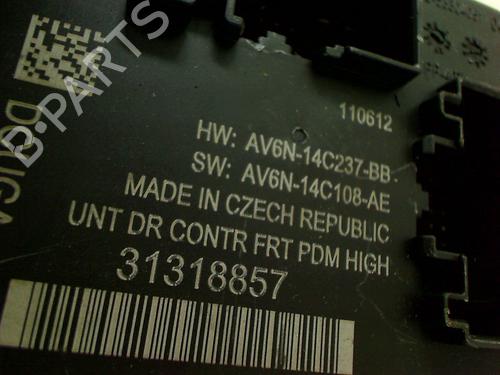 B-PARTS
110612
HW: AV6N-14C237-BB
SW: AV6N-14C108-AE
MADE IN CZECH REPUBLIC
UNT DR CONTR FRT PDM HIGH
31318857